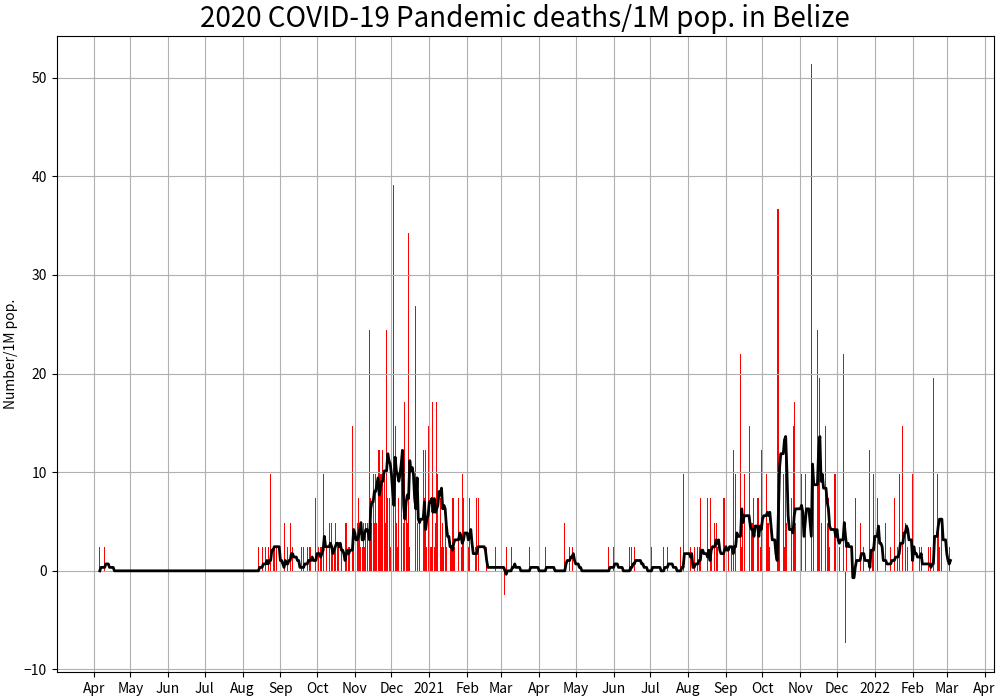 2020 COVID-19 Pandemic deaths/1M pop. in Belize
Number/1M pop.
50
40
30
20
10
0
−10
Apr May Jun Jul Aug Sep Oct Nov Dec 2021 Feb Mar Apr May Jun Jul Aug Sep Oct Nov Dec 2022 Feb Mar Apr